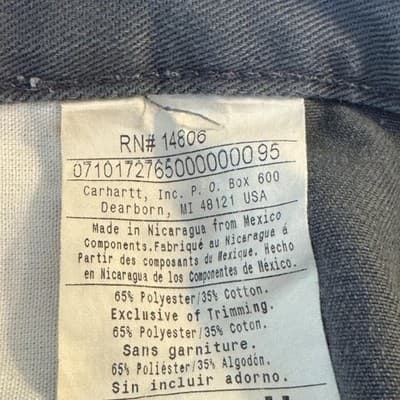 RN# 14806
07101727650000000 95
Carhartt, Inc. P. O. Box 600
Dearborn, MI 48121 USA
Made in Nicaragua from Mexico
Components.Fabriqué au Nicaragua á
Partir des composants du Mexique. Hecho
en Nicaragua de los Componentes de México.
65% Polyester/35% Cotton.
Exclusive of Trimming.
65% Polyester/35% Coton.
Sans garniture.
65% Poliéster/35% Algodón.
Sin incluir adorno.